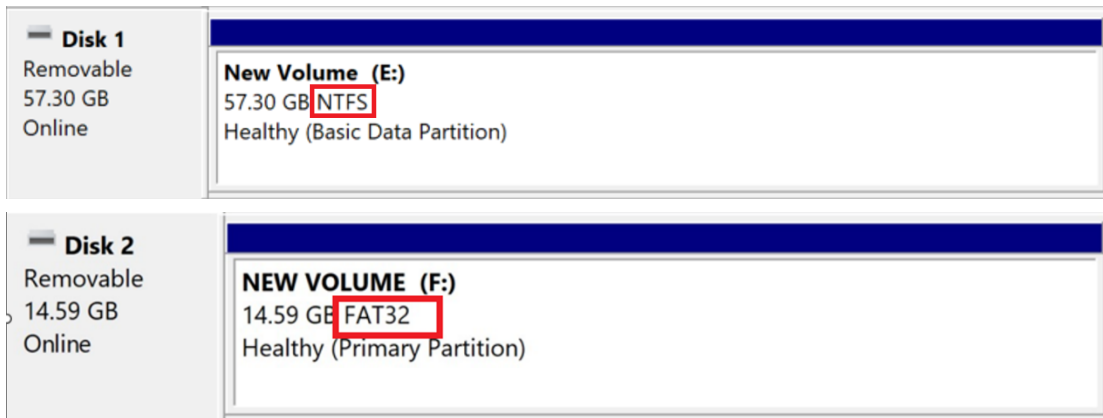 Disk 1
Removable
57.30 GB
Online
New Volume (E:)
57.30 GB NTFS
Healthy (Basic Data Partition)
Disk 2
Removable
14.59 GB
Online
NEW VOLUME (F:)
14.59 GB FAT32
Healthy (Primary Partition)